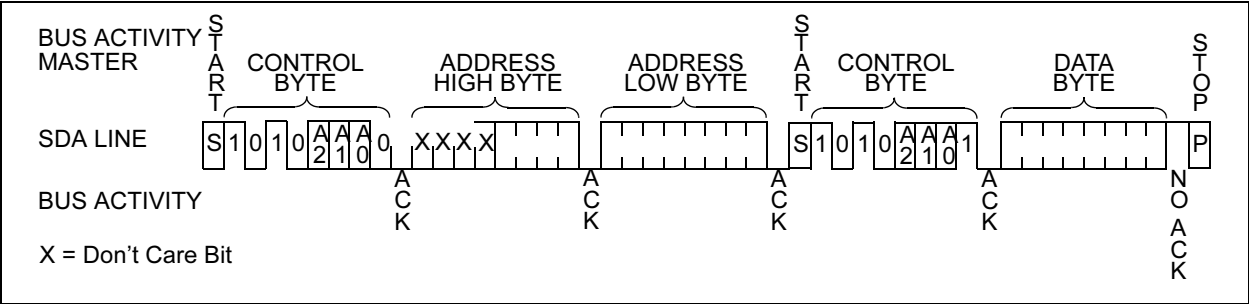 BUS ACTIVITY
MASTER
START
CONTROL
BYTE
ADDRESS
HIGH BYTE
ADDRESS
LOW BYTE
START
CONTROL
BYTE
DATA
BYTE
STOP
SDA LINE
S 1 0 1 0 A2 A1 A0 0 X X X X S 1 0 1 0 A2 A1 A0 1 P
BUS ACTIVITY
ACK
ACK
ACK
ACK
NO ACK
X = Don't Care Bit